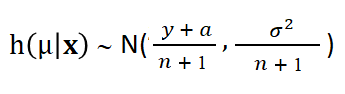 h(μ|x) ~ N( (y + a)/(n + 1) , σ²/(n + 1) )